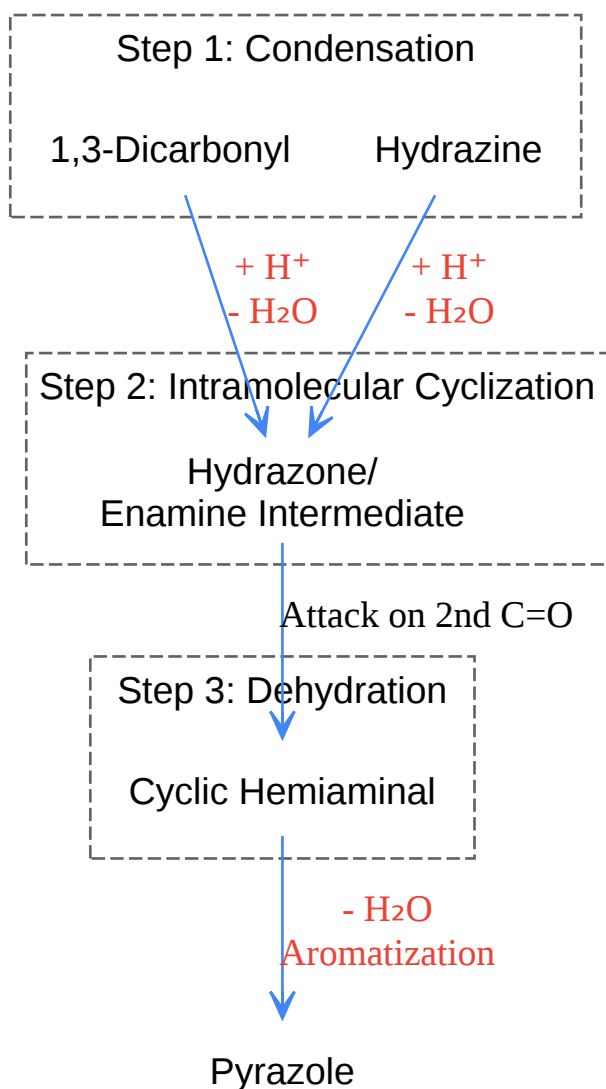 Step 1: Condensation
1,3-Dicarbonyl Hydrazine
+ H⁺ + H⁺
- H₂O - H₂O
Step 2: Intramolecular Cyclization
Hydrazone/
Enamine Intermediate
Attack on 2nd C=O
Step 3: Dehydration
Cyclic Hemiaminal
- H₂O
Aromatization
Pyrazole